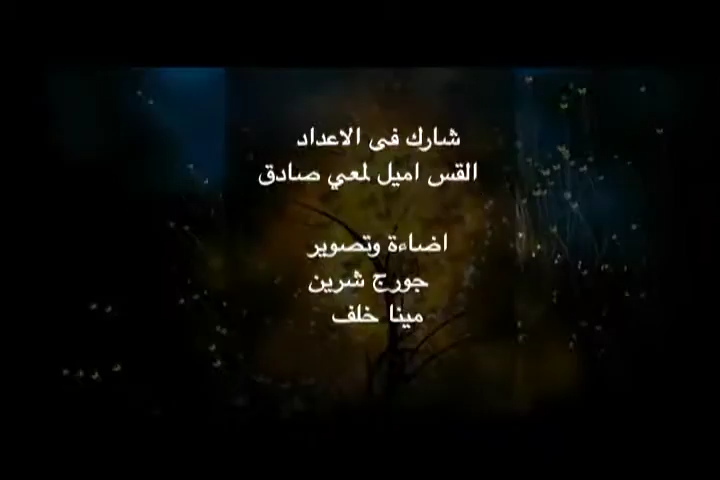 شارك فى الاعداد
القس اميل لمعي صادق
اضاءة وتصوير
جورج شرين
مينا خلف